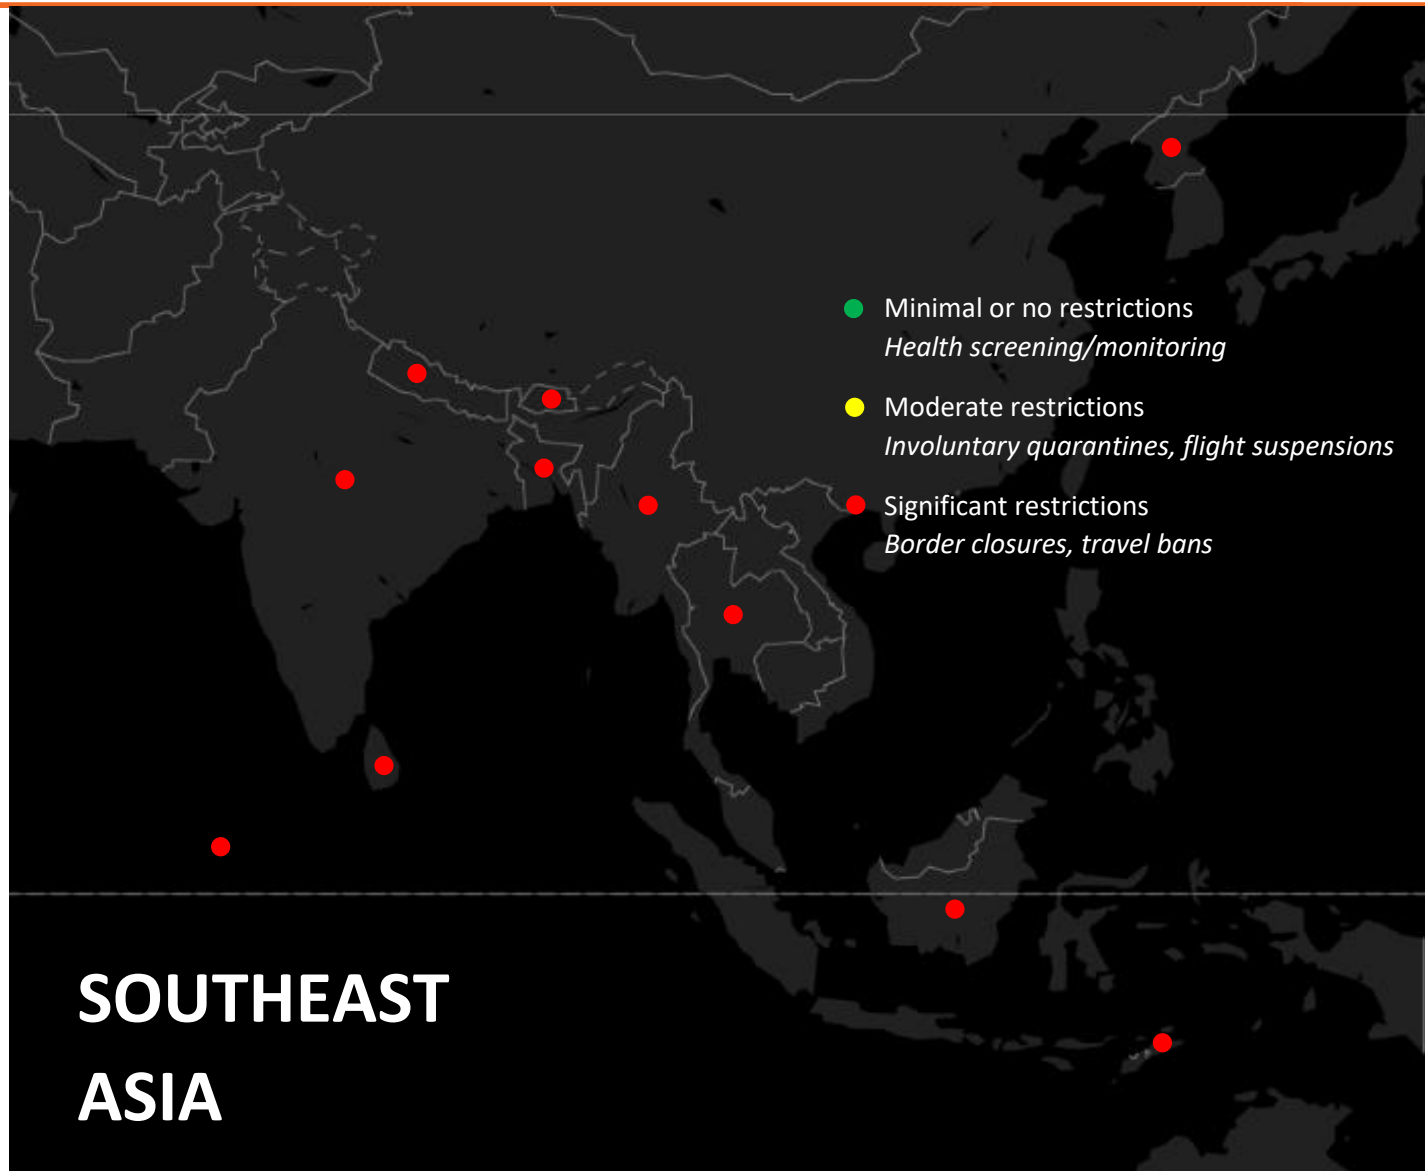 Minimal or no restrictions
Health screening/monitoring
Moderate restrictions
Involuntary quarantines, flight suspensions
Significant restrictions
Border closures, travel bans
SOUTHEAST
ASIA